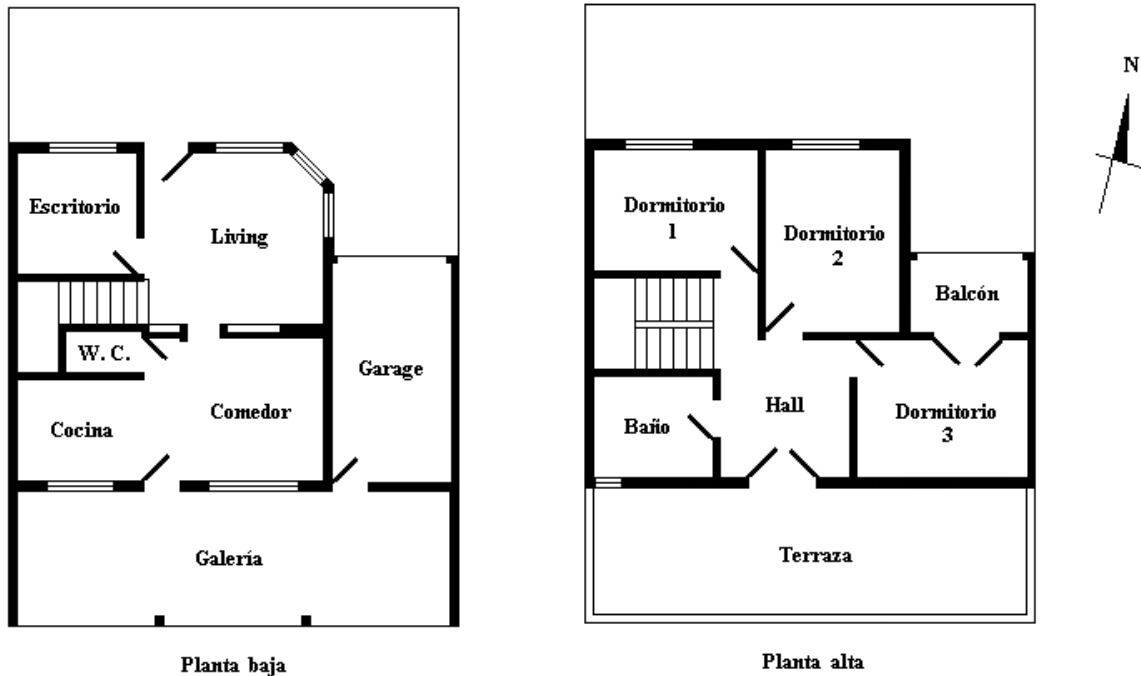 N
Escritorio
Living
W. C.
Garage
Cocina
Comedor
Galería
Planta baja
Dormitorio
1
Dormitorio
2
Balcón
Baño
Hall
Dormitorio
3
Terraza
Planta alta